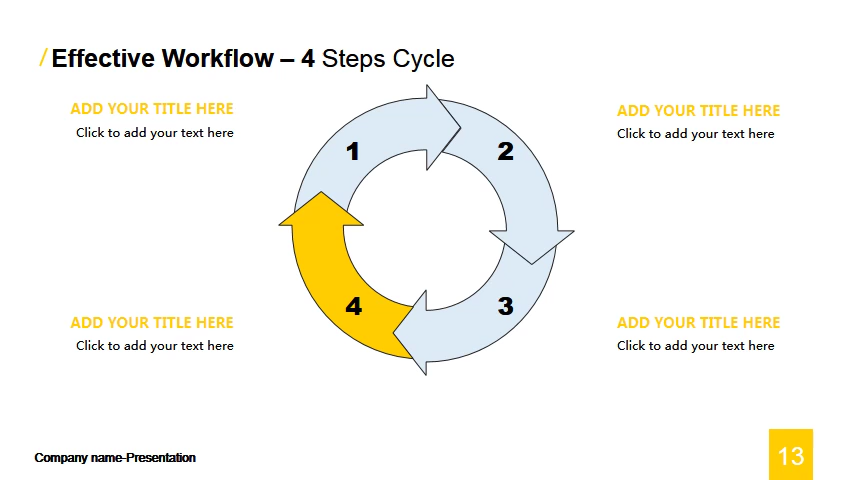 /Effective Workflow – 4 Steps Cycle
ADD YOUR TITLE HERE
Click to add your text here
ADD YOUR TITLE HERE
Click to add your text here
1
2
4
3
ADD YOUR TITLE HERE
Click to add your text here
ADD YOUR TITLE HERE
Click to add your text here
Company name-Presentation
13